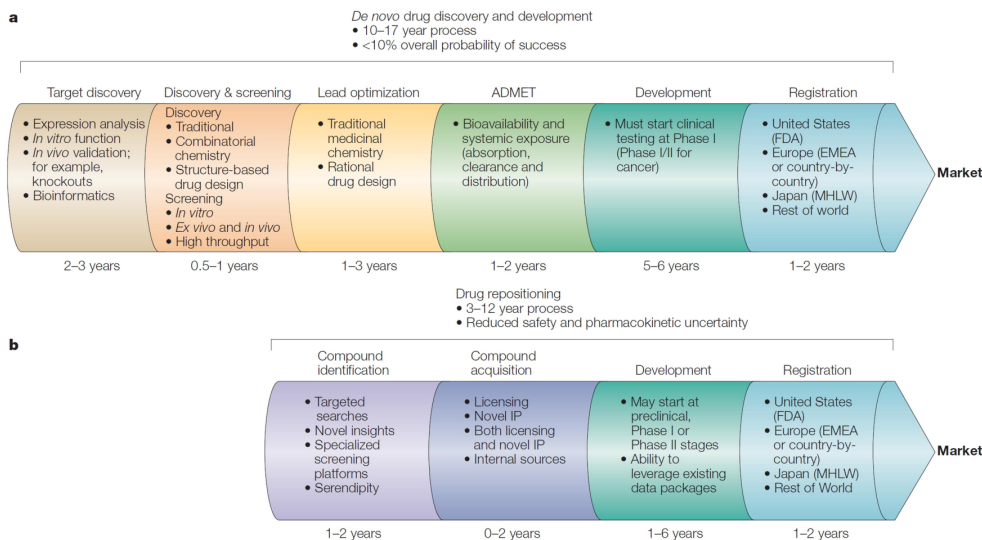 a
De novo drug discovery and development
• 10–17 year process
• <10% overall probability of success
Target discovery
• Expression analysis
• In vitro function
• In vivo validation;
for example,
knockouts
• Bioinformatics
2–3 years
Discovery & screening
Discovery
• Traditional
• Combinatorial
chemistry
• Structure-based
drug design
Screening
• In vitro
• Ex vivo and in vivo
• High throughput
0.5–1 years
Lead optimization
• Traditional
medicinal
chemistry
• Rational
drug design
1–3 years
ADMET
• Bioavailability and
systemic exposure
(absorption,
clearance and
distribution)
1–2 years
Development
• Must start clinical
testing at Phase I
(Phase I/II for
cancer)
5–6 years
Registration
• United States
(FDA)
• Europe (EMEA
or country-by-
country)
• Japan (MHLW)
• Rest of world
1–2 years
Market
b
Drug repositioning
• 3–12 year process
• Reduced safety and pharmacokinetic uncertainty
Compound
identification
• Targeted
searches
• Novel insights
• Specialized
screening
platforms
• Serendipity
1–2 years
Compound
acquisition
• Licensing
• Novel IP
• Both licensing
and novel IP
• Internal sources
0–2 years
Development
• May start at
preclinical,
Phase I or
Phase II stages
• Ability to
leverage existing
data packages
1–6 years
Registration
• United States
(FDA)
• Europe (EMEA
or country-by-
country)
• Japan (MHLW)
• Rest of World
1–2 years
Market